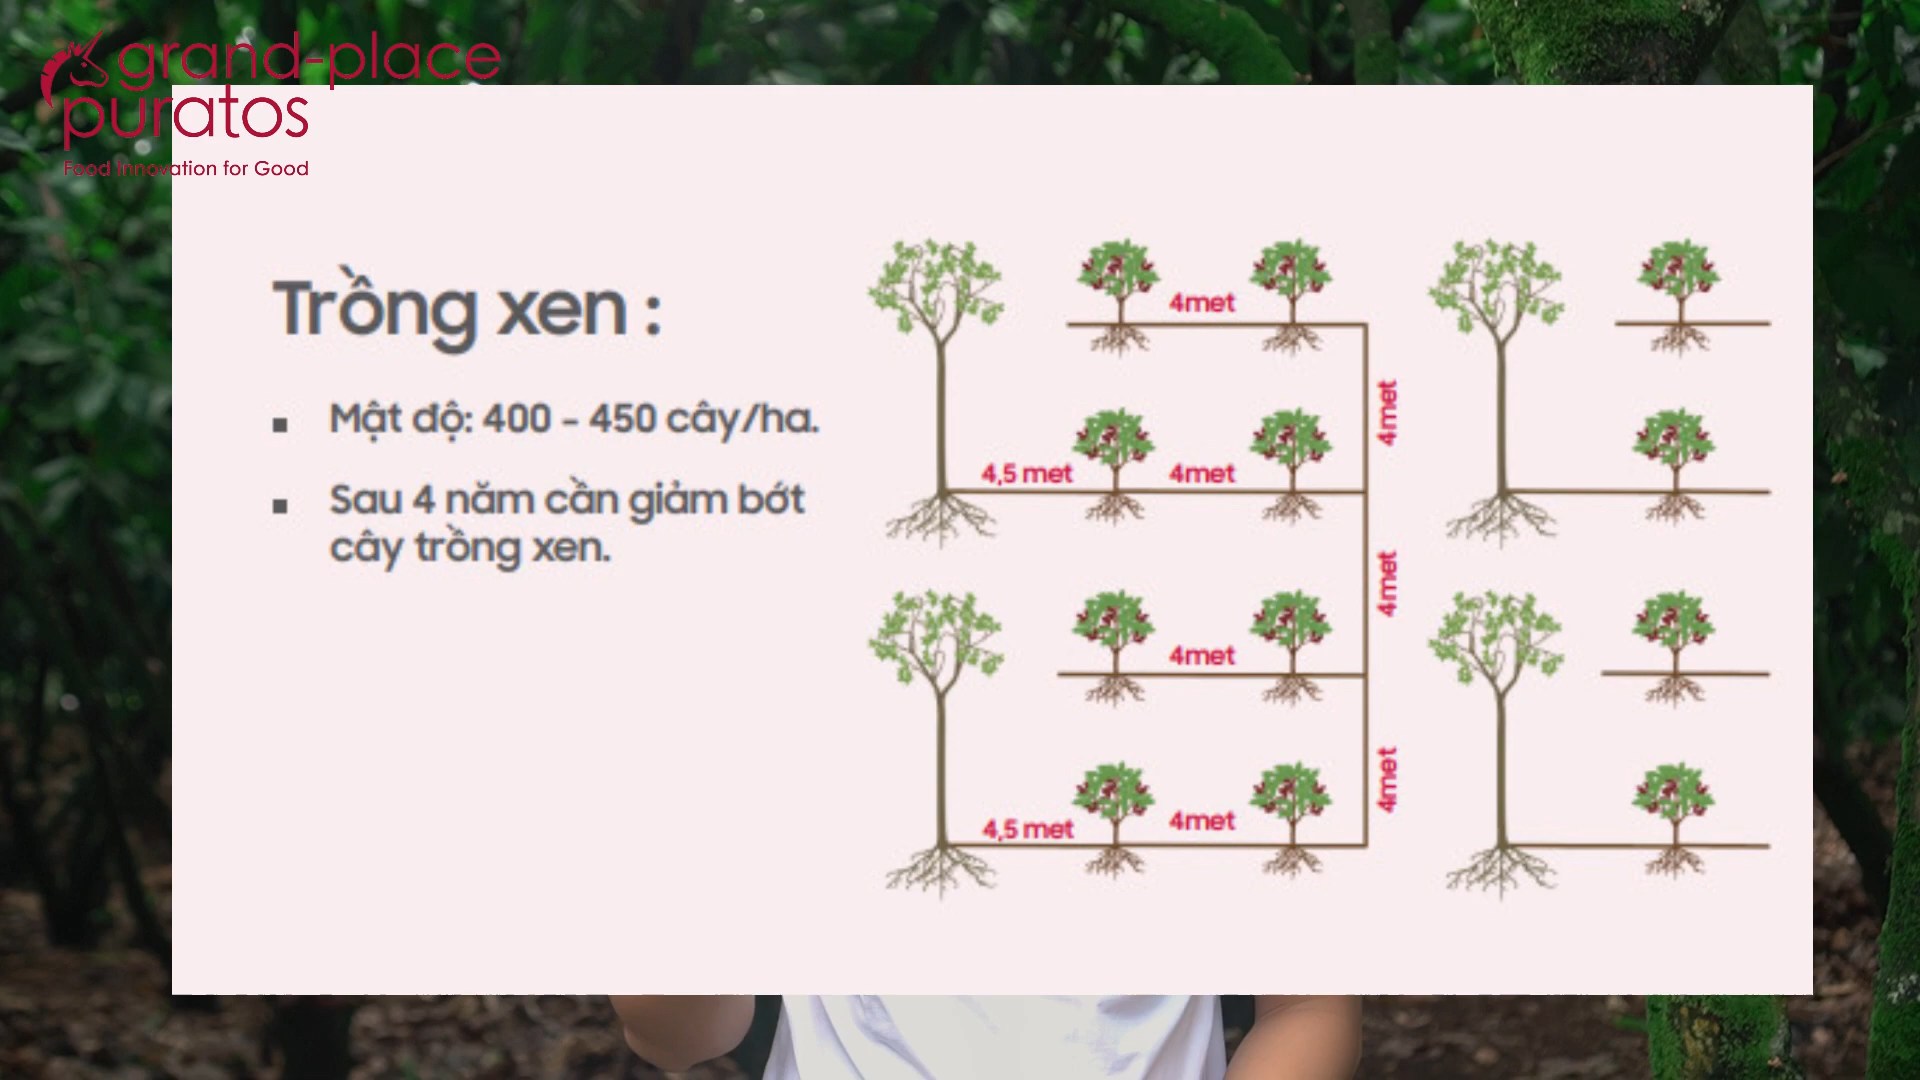 grand-place
puratos
Food Innovation for Good
Trồng xen :
▪ Mật độ: 400 - 450 cây/ha.
▪ Sau 4 năm cần giảm bớt
cây trồng xen.
4met
4met
4,5 met
4met
4met
4met
4met
4,5 met
4met